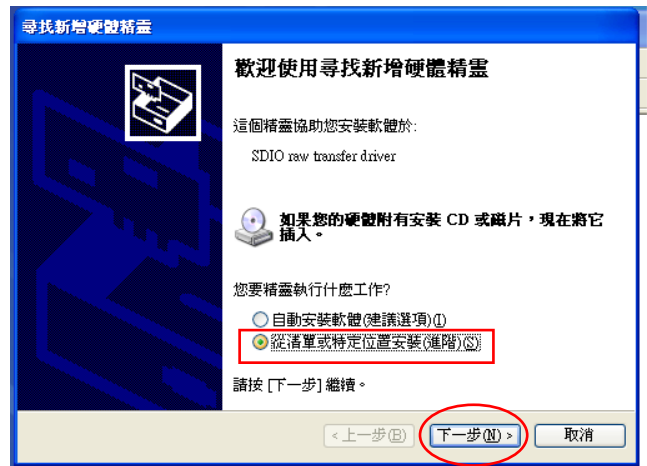 尋找新增硬體精靈
歡迎使用尋找新增硬體精靈
這個精靈協助您安裝軟體於:
SDIO raw transfer driver
如果您的硬體附有安裝 CD 或磁片，現在將它
插入。
您要精靈執行什麼工作?
自動安裝軟體(建議選項)(I)
從清單或特定位置安裝(進階)(S)
請按 [下一步] 繼續。
<上一步(B) 下一步(N) > 取消